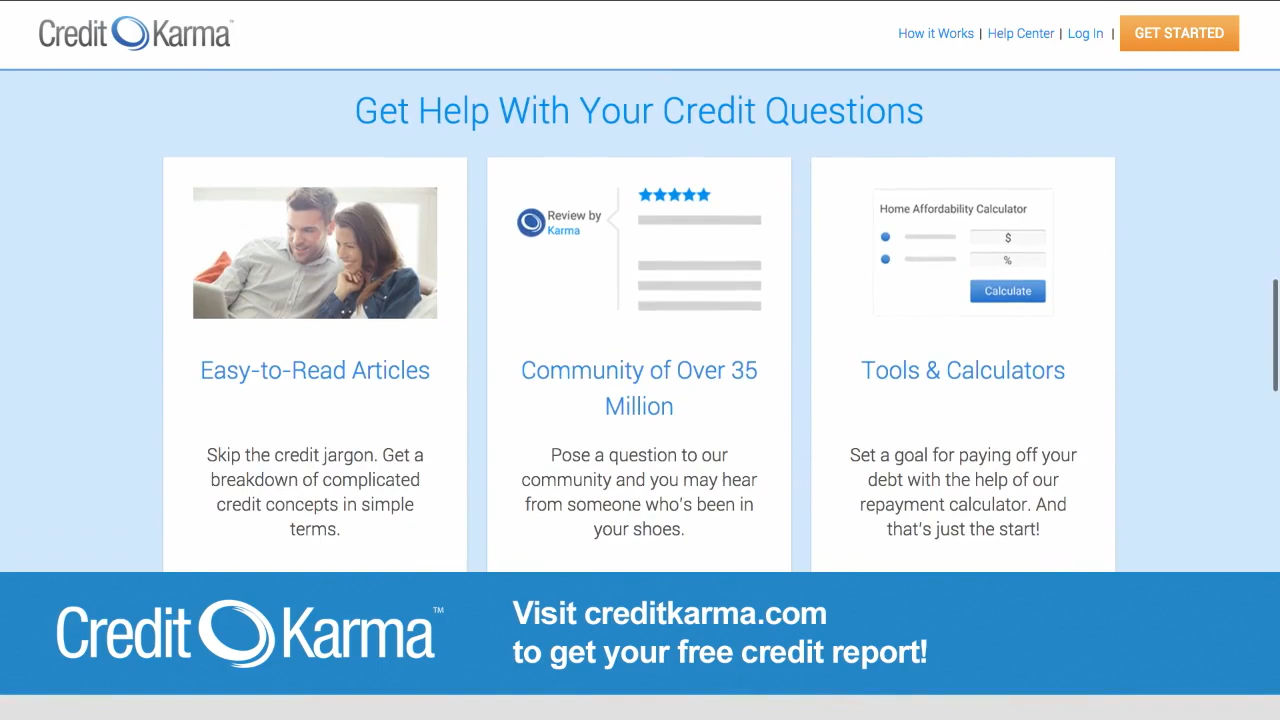 Credit Karma™
How it Works | Help Center | Log In | GET STARTED
Get Help With Your Credit Questions
Review by
Karma
Home Affordability Calculator
$
%
Calculate
Easy-to-Read Articles
Community of Over 35
Million
Tools & Calculators
Skip the credit jargon. Get a
breakdown of complicated
credit concepts in simple
terms.
Pose a question to our
community and you may hear
from someone who's been in
your shoes.
Set a goal for paying off your
debt with the help of our
repayment calculator. And
that's just the start!
Credit Karma™
Visit creditkarma.com
to get your free credit report!